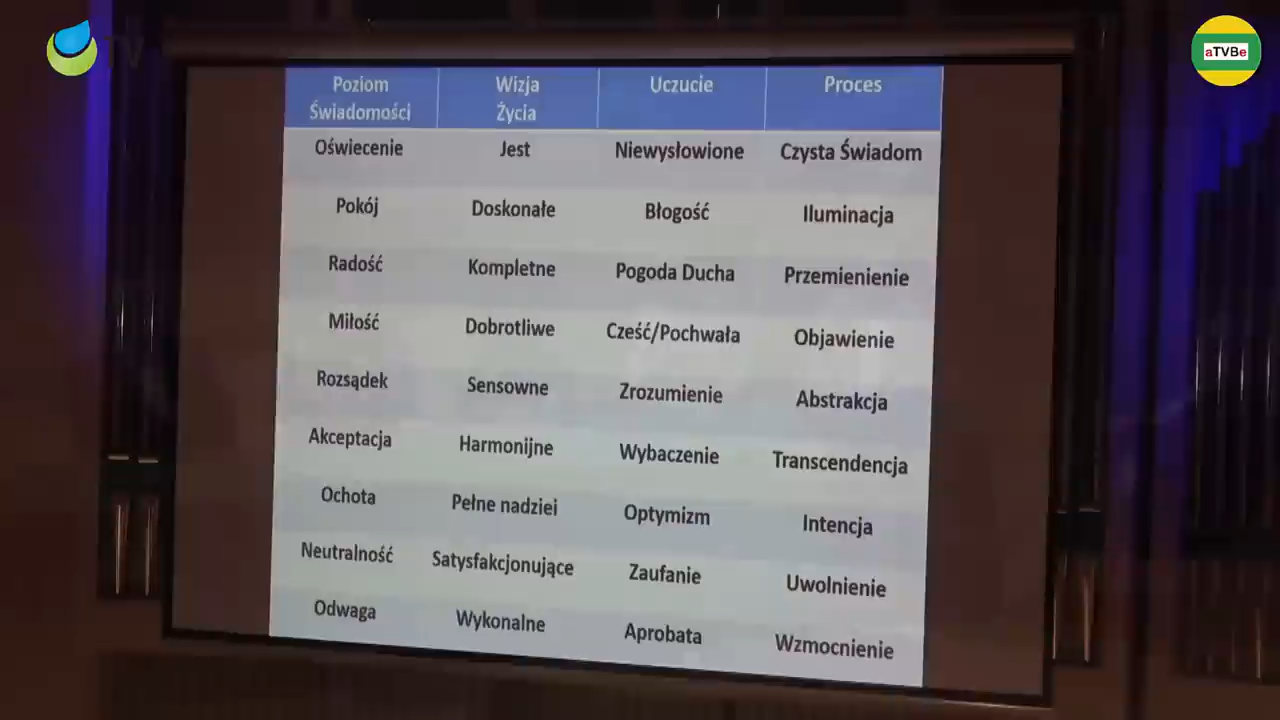 TV
aTVBe
Poziom Świadomości Wizja Życia Uczucie Proces
Oświecenie Jest Niewysłowione Czysta Świadom
Pokój Doskonałe Błogość Iluminacja
Radość Kompletne Pogoda Ducha Przemienienie
Miłość Dobrotliwe Cześć/Pochwała Objawienie
Rozsądek Sensowne Zrozumienie Abstrakcja
Akceptacja Harmonijne Wybaczenie Transcendencja
Ochota Pełne nadziei Optymizm Intencja
Neutralność Satysfakcjonujące Zaufanie Uwolnienie
Odwaga Wykonalne Aprobata Wzmocnienie